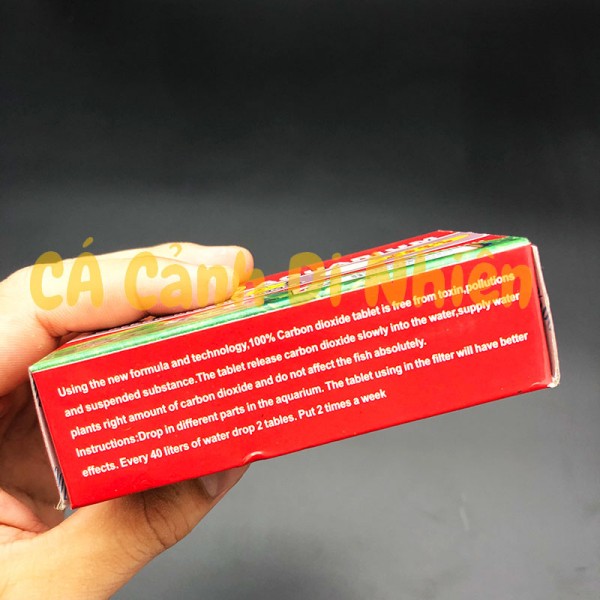 CÁ Cảnh Di Nhiên
Using the new formula and technology,100% Carbon dioxide tablet is free from toxin,pollutions
and suspended substance.The tablet release carbon dioxide slowly into the water,supply water
plants right amount of carbon dioxide and do not affect the fish absolutely.
Instructions:Drop in different parts in the aquarium. The tablet using in the filter will have better
effects. Every 40 liters of water drop 2 tables. Put 2 times a week